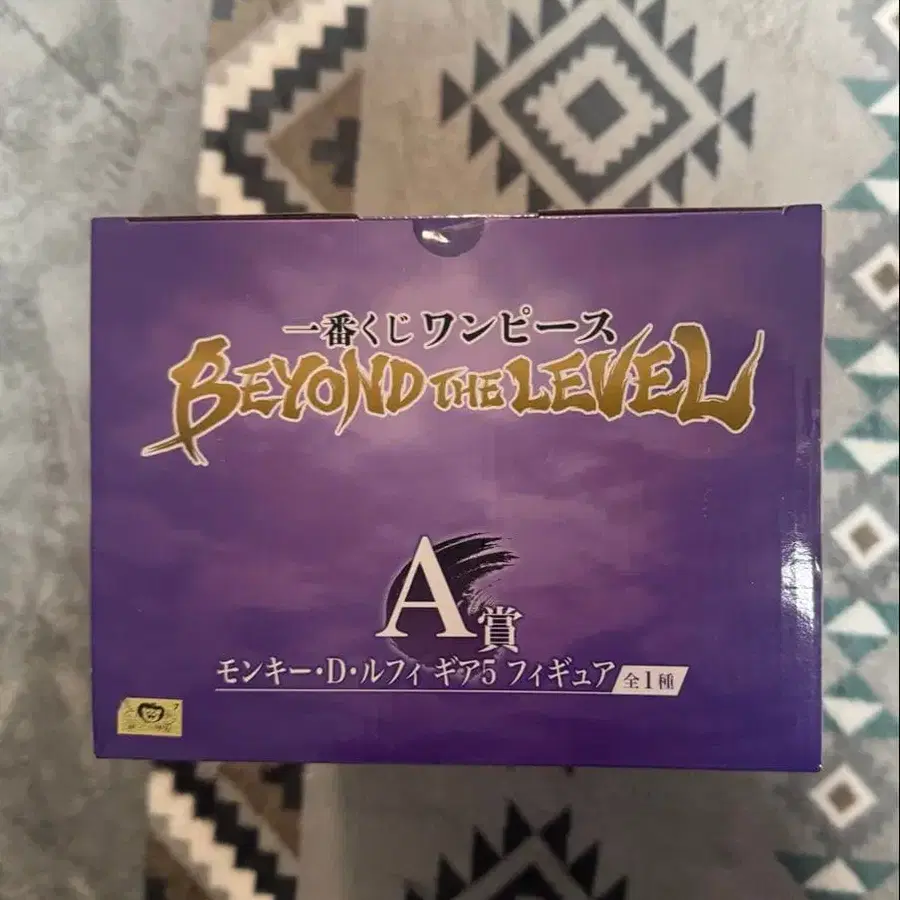 一番くじ ワンピース
BEYOND THE LEVEL
A賞
モンキー・D・ルフィ ギア5 フィギュア 全1種